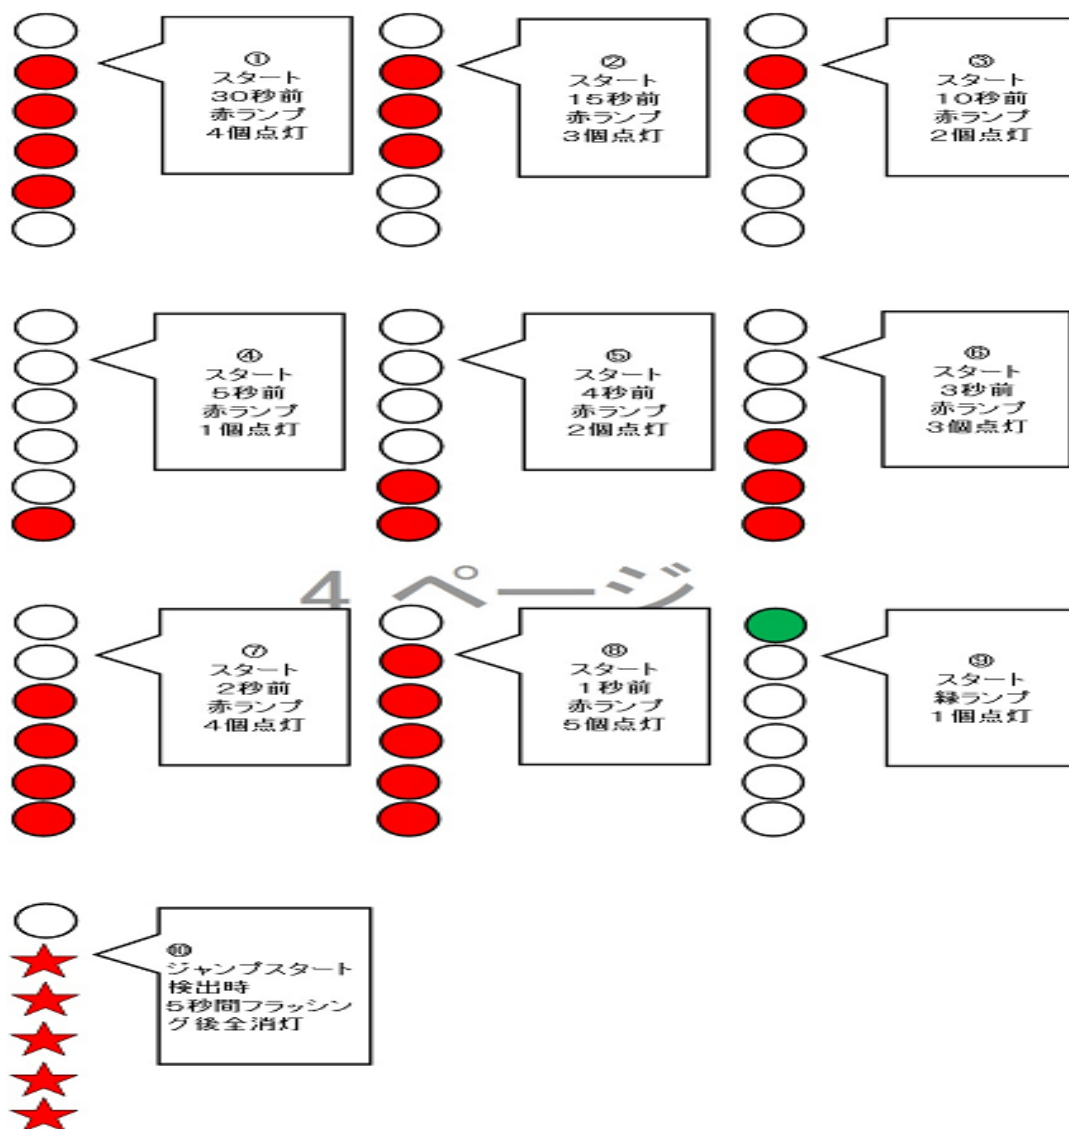 ①
スタート
30秒前
赤ランプ
4個点灯
②
スタート
15秒前
赤ランプ
3個点灯
③
スタート
10秒前
赤ランプ
2個点灯
④
スタート
5秒前
赤ランプ
1個点灯
⑤
スタート
4秒前
赤ランプ
2個点灯
⑥
スタート
3秒前
赤ランプ
3個点灯
4 ページ
⑦
スタート
2秒前
赤ランプ
4個点灯
⑧
スタート
1秒前
赤ランプ
5個点灯
⑨
スタート
緑ランプ
1個点灯
⑩
ジャンプスタート
検出時
5秒間フラッシン
グ後全消灯